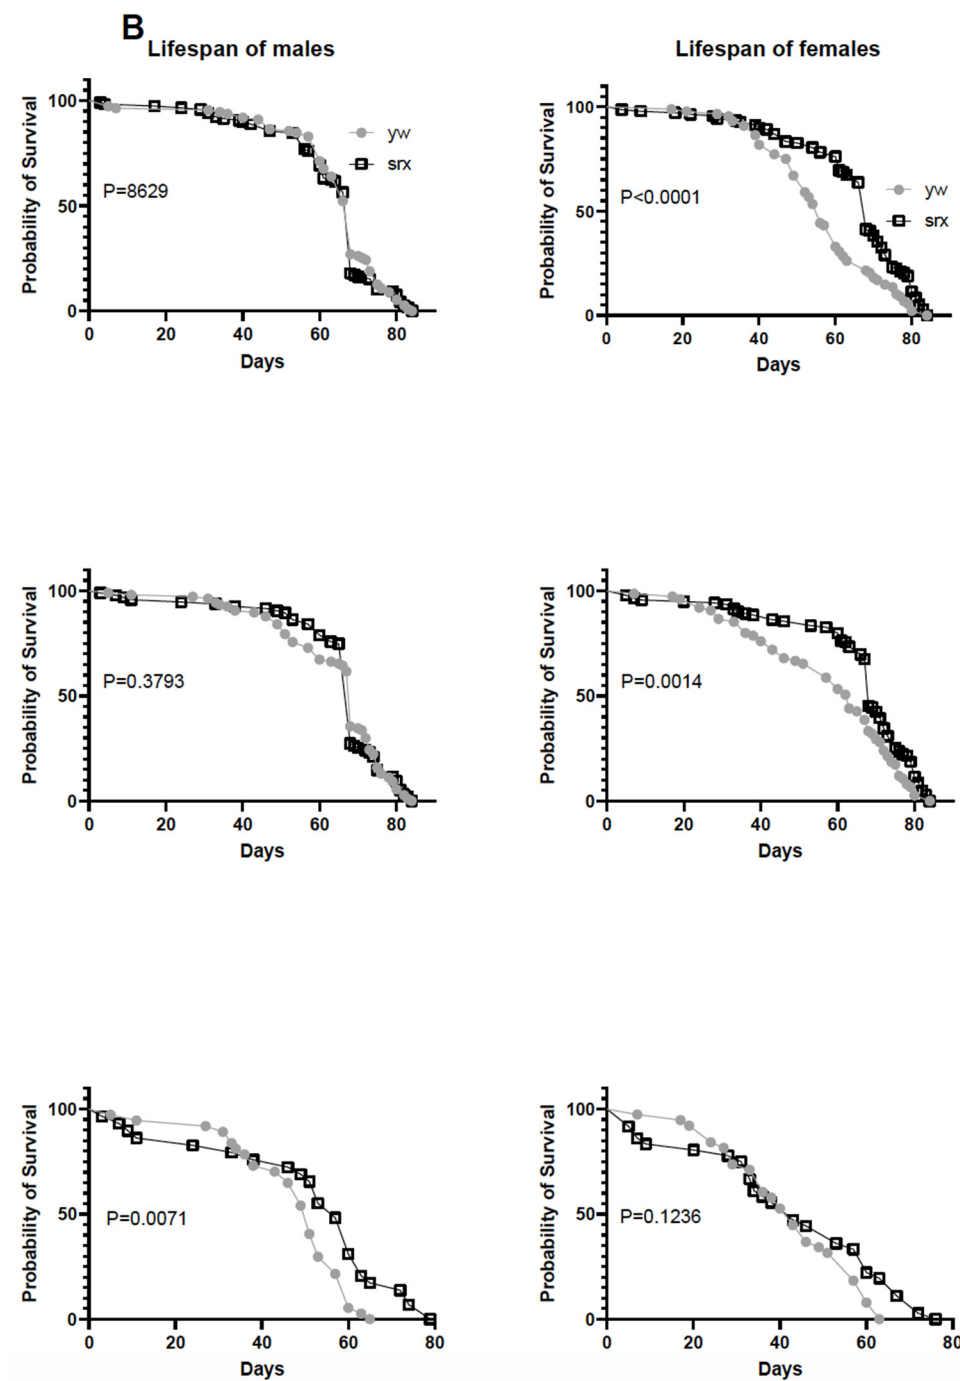 B
Lifespan of males
Lifespan of females
Probability of Survival
100
50
0
yw
srx
P=8629
0 20 40 60 80
Days
Probability of Survival
100
50
0
yw
srx
P<0.0001
0 20 40 60 80
Days
Probability of Survival
100
50
0
P=0.3793
0 20 40 60 80
Days
Probability of Survival
100
50
0
P=0.0014
0 20 40 60 80
Days
Probability of Survival
100
50
0
P=0.0071
0 20 40 60 80
Days
Probability of Survival
100
50
0
P=0.1236
0 20 40 60 80
Days